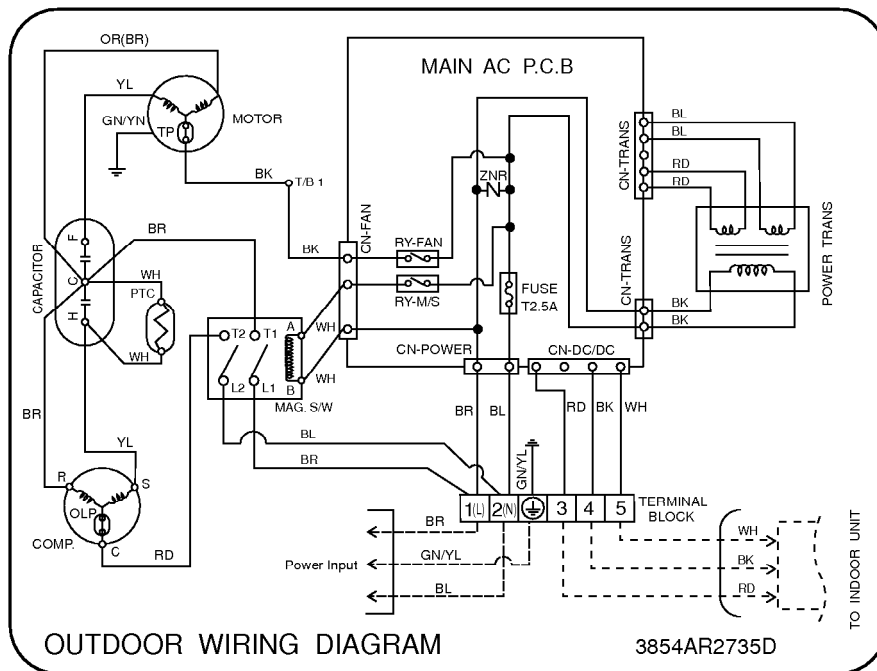 OR(BR)
MAIN AC P.C.B
YL
GN/YN
TP
MOTOR
BK
T/B 1
ZNR
CN-TRANS
BL
BL
RD
RD
POWER TRANS
CAPACITOR
F
C
H
BR
WH
PTC
WH
BK
CN-FAN
RY-FAN
RY-M/S
FUSE
T2.5A
CN-TRANS
BK
BK
T2
T1
A
WH
L2
L1
B
WH
MAG. S/W
CN-POWER
CN-DC/DC
BR
BR
BL
RD
BK
WH
YL
BL
BR
GN/YL
R
S
OLP
C
COMP.
RD
1(L)
2(N)
3
4
5
TERMINAL
BLOCK
Power Input
BR
GN/YL
BL
WH
BK
RD
TO INDOOR UNIT
OUTDOOR WIRING DIAGRAM
3854AR2735D